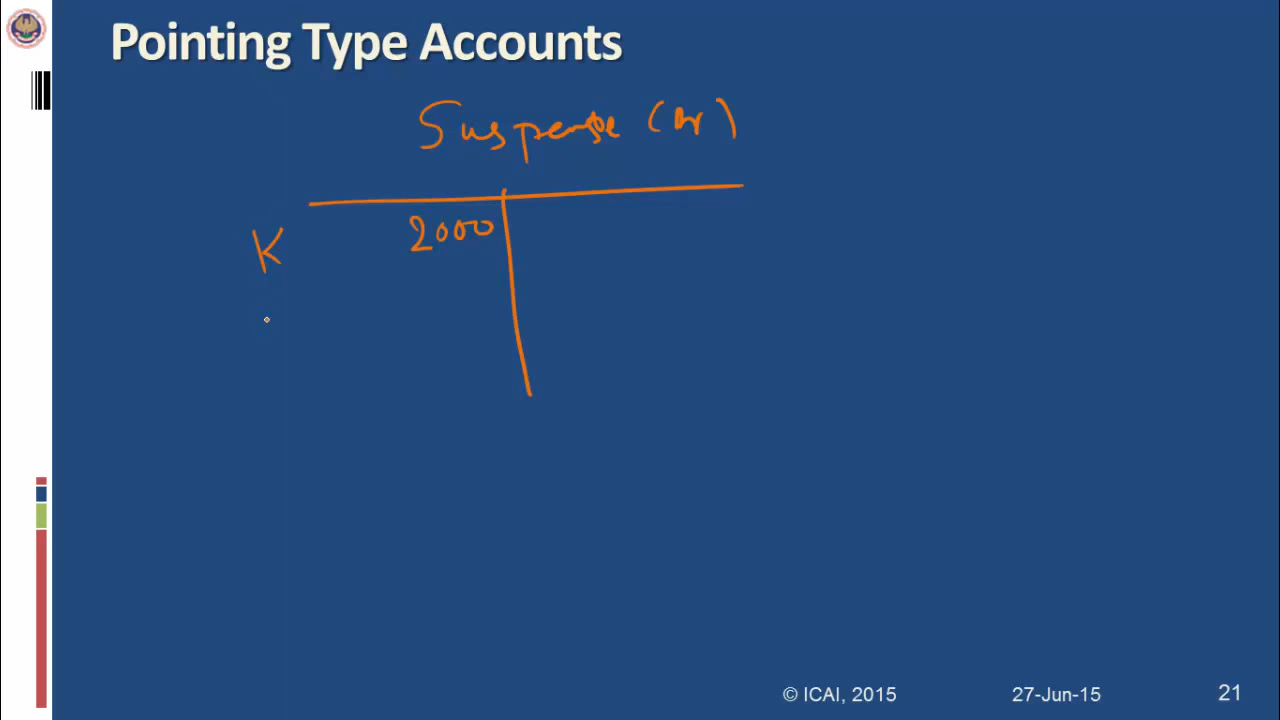 Pointing Type Accounts
Suspense (Dr)
2000
K
© ICAI, 2015 27-Jun-15 21